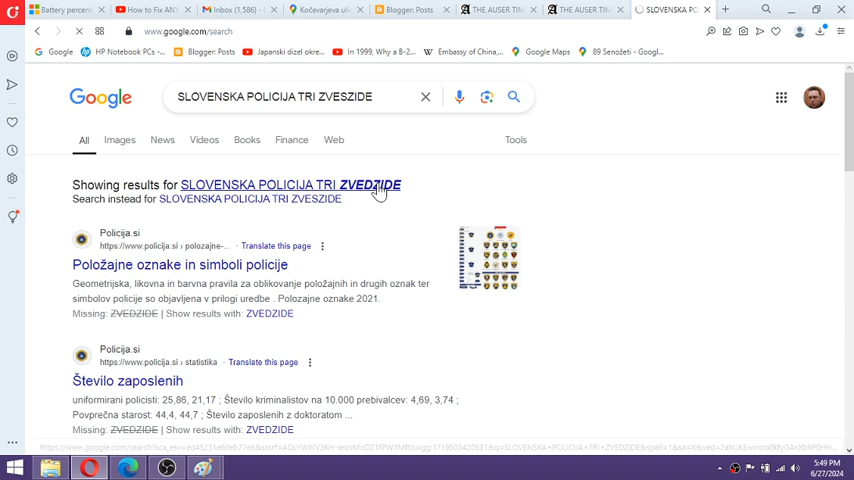 Battery percent
How to Fix ANY
Inbox (1,586) -
Kočevarjeva uli
Blogger: Posts
THE AUSER TIM
THE AUSER TIM
SLOVENSKA PO
www.google.com/search
Google
HP Notebook PC...
Blogger: Posts
Japanski dizel okre...
In 1999, Why a B-2...
Embassy of China,...
Google Maps
89 Senožeti - Googl...
Google
SLOVENSKA POLICIJA TRI ZVESZIDE
All Images News Videos Books Finance Web Tools
Showing results for SLOVENSKA POLICIJA TRI ZVEDZIDE
Search instead for SLOVENSKA POLICIJA TRI ZVESZIDE
Policija.si
https://www.policija.si › polozajne-... · Translate this page
Položajne oznake in simboli policije
Geometrijska, likovna in barvna pravila za oblikovanje položajnih in drugih oznak ter
simbolov policije so objavljena v prilogi uredbe . Polozajne oznake 2021.
Missing: ZVEDZIDE | Show results with: ZVEDZIDE
Policija.si
https://www.policija.si › statistika · Translate this page
Število zaposlenih
uniformirani policisti: 25,86, 21,17 ; Število kriminalistov na 10.000 prebivalcev: 4,69, 3,74 ;
Povprečna starost: 44,4, 44,7 ; Število zaposlenih z doktoratom ...
Missing: ZVEDZIDE | Show results with: ZVEDZIDE
5:49 PM
6/27/2024